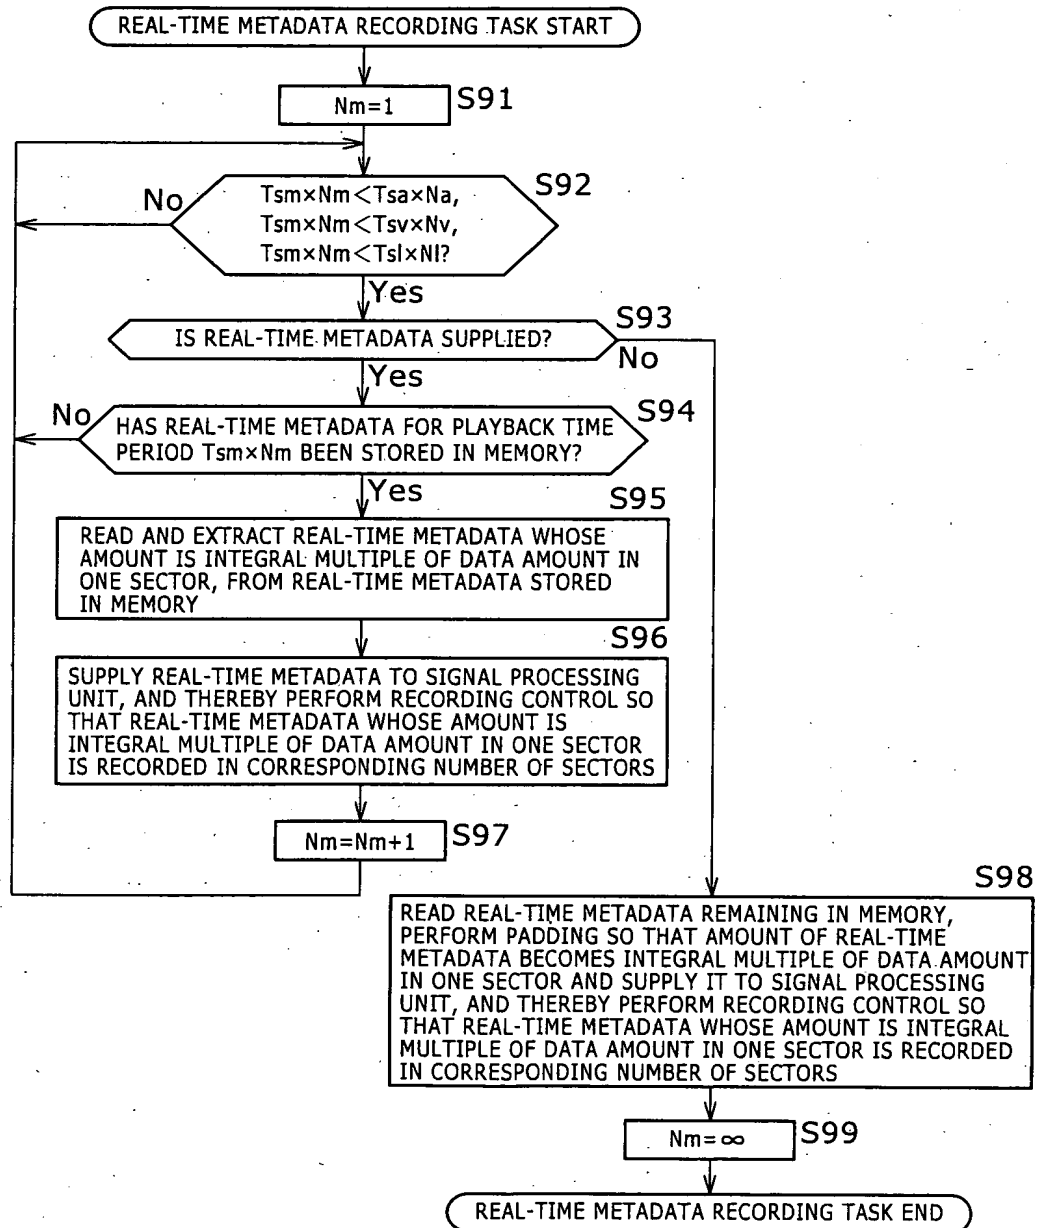 REAL-TIME METADATA RECORDING TASK START
Nm=1
S91
S92
No
Tsm×Nm<Tsa×Na,
Tsm×Nm<Tsv×Nv,
Tsm×Nm<Tsl×Nl?
Yes
S93
IS REAL-TIME METADATA SUPPLIED?
No
Yes
S94
No
HAS REAL-TIME METADATA FOR PLAYBACK TIME
PERIOD Tsm×Nm BEEN STORED IN MEMORY?
Yes
S95
READ AND EXTRACT REAL-TIME METADATA WHOSE
AMOUNT IS INTEGRAL MULTIPLE OF DATA AMOUNT IN
ONE SECTOR, FROM REAL-TIME METADATA STORED
IN MEMORY
S96
SUPPLY REAL-TIME METADATA TO SIGNAL PROCESSING
UNIT, AND THEREBY PERFORM RECORDING CONTROL SO
THAT REAL-TIME METADATA WHOSE AMOUNT IS
INTEGRAL MULTIPLE OF DATA AMOUNT IN ONE SECTOR
IS RECORDED IN CORRESPONDING NUMBER OF SECTORS
Nm=Nm+1
S97
S98
READ REAL-TIME METADATA REMAINING IN MEMORY,
PERFORM PADDING SO THAT AMOUNT OF REAL-TIME
METADATA BECOMES INTEGRAL MULTIPLE OF DATA AMOUNT
IN ONE SECTOR AND SUPPLY IT TO SIGNAL PROCESSING
UNIT, AND THEREBY PERFORM RECORDING CONTROL SO
THAT REAL-TIME METADATA WHOSE AMOUNT IS INTEGRAL
MULTIPLE OF DATA AMOUNT IN ONE SECTOR IS RECORDED
IN CORRESPONDING NUMBER OF SECTORS
Nm=∞
S99
REAL-TIME METADATA RECORDING TASK END